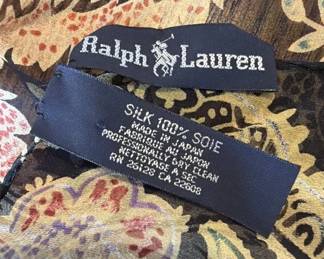 Ralph Lauren
SILK 100% SOIE
MADE IN JAPAN
FABRIQUE AU JAPON
PROFESSIONALLY DRY CLEAN
NETTOYAGE A SEC
RN 26128 CA 22608